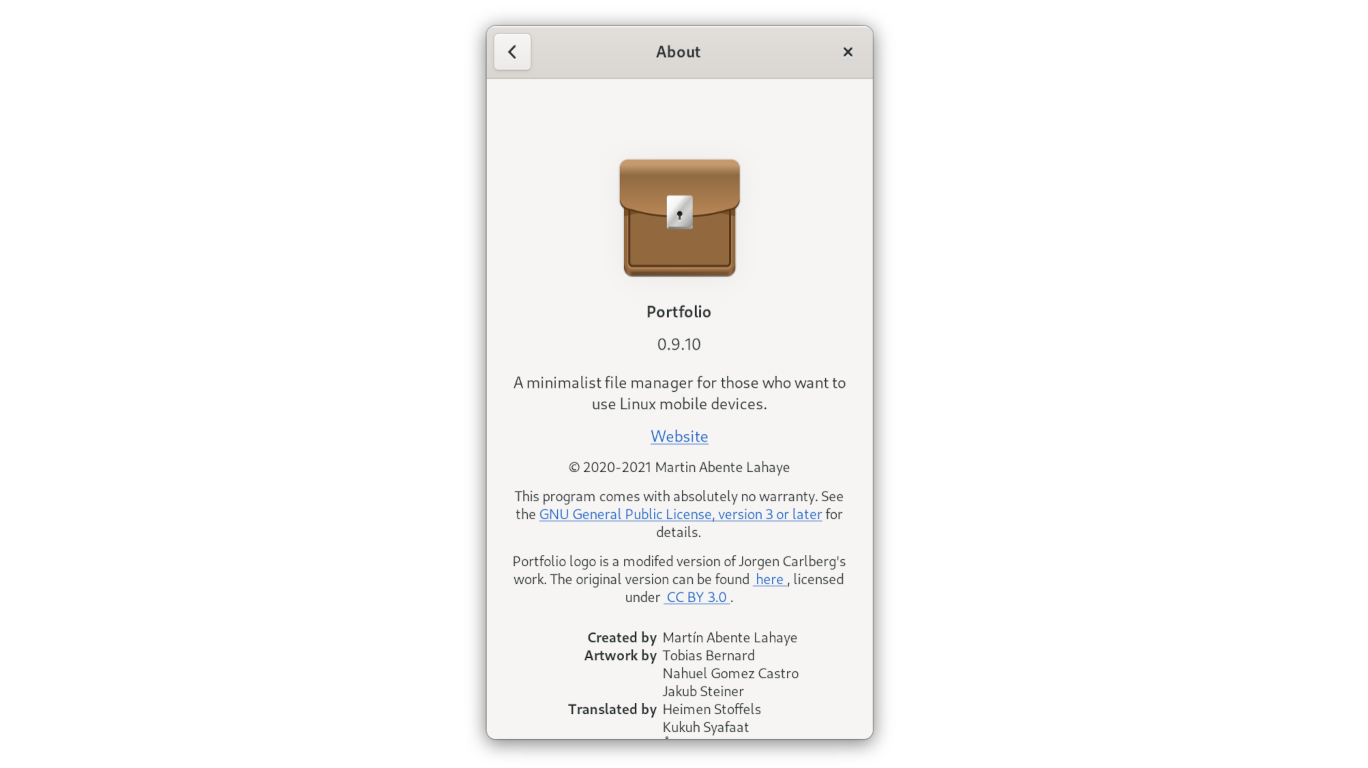 About
Portfolio
0.9.10
A minimalist file manager for those who want to
use Linux mobile devices.
Website
© 2020-2021 Martin Abente Lahaye
This program comes with absolutely no warranty. See
the GNU General Public License, version 3 or later for
details.
Portfolio logo is a modifed version of Jorgen Carlberg's
work. The original version can be found here , licensed
under CC BY 3.0 .
Created by Martín Abente Lahaye
Artwork by Tobias Bernard
Nahuel Gomez Castro
Jakub Steiner
Translated by Heimen Stoffels
Kukuh Syafaat